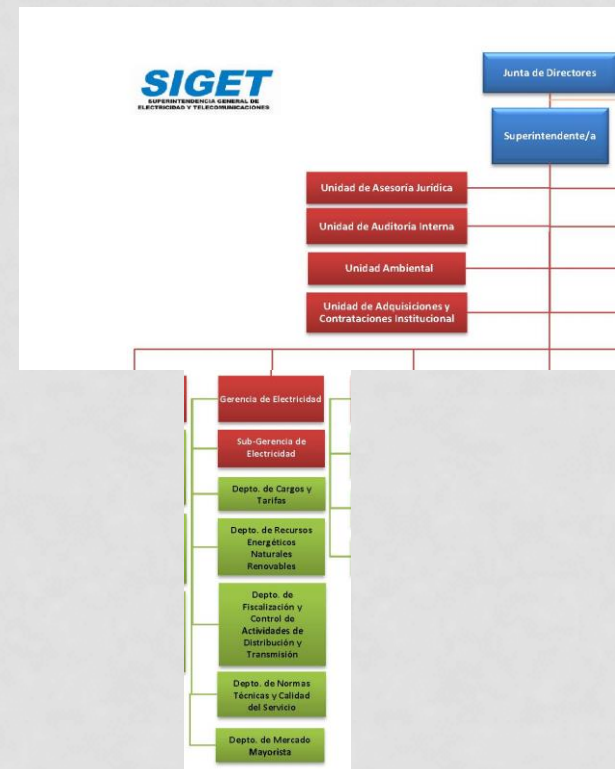 SIGET
SUPERINTENDENCIA GENERAL DE
ELECTRICIDAD Y TELECOMUNICACIONES
Junta de Directores
Superintendente/a
Unidad de Asesoría Jurídica
Unidad de Auditoria Interna
Unidad Ambiental
Unidad de Adquisiciones y
Contrataciones Institucional
Gerencia de Electricidad
Sub-Gerencia de
Electricidad
Depto. de Cargos y
Tarifas
Depto. de Recursos
Energéticos
Naturales
Renovables
Depto. de
Fiscalización y
Control de
Actividades de
Distribución y
Transmisión
Depto. de Normas
Técnicas y Calidad
del Servicio
Depto. de Mercado
Mayorista